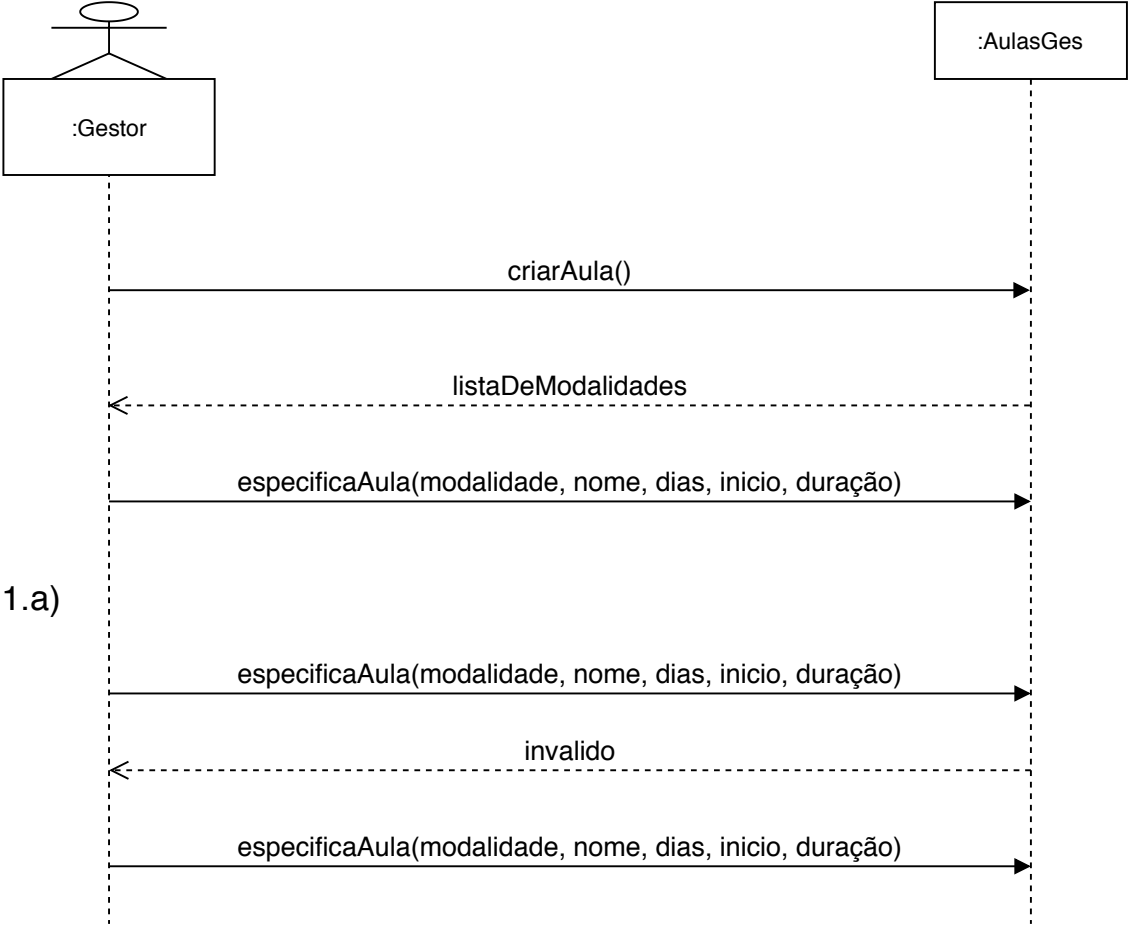 :AulasGes
:Gestor
criarAula()
listaDeModalidades
especificaAula(modalidade, nome, dias, inicio, duração)
1.a)
especificaAula(modalidade, nome, dias, inicio, duração)
invalido
especificaAula(modalidade, nome, dias, inicio, duração)